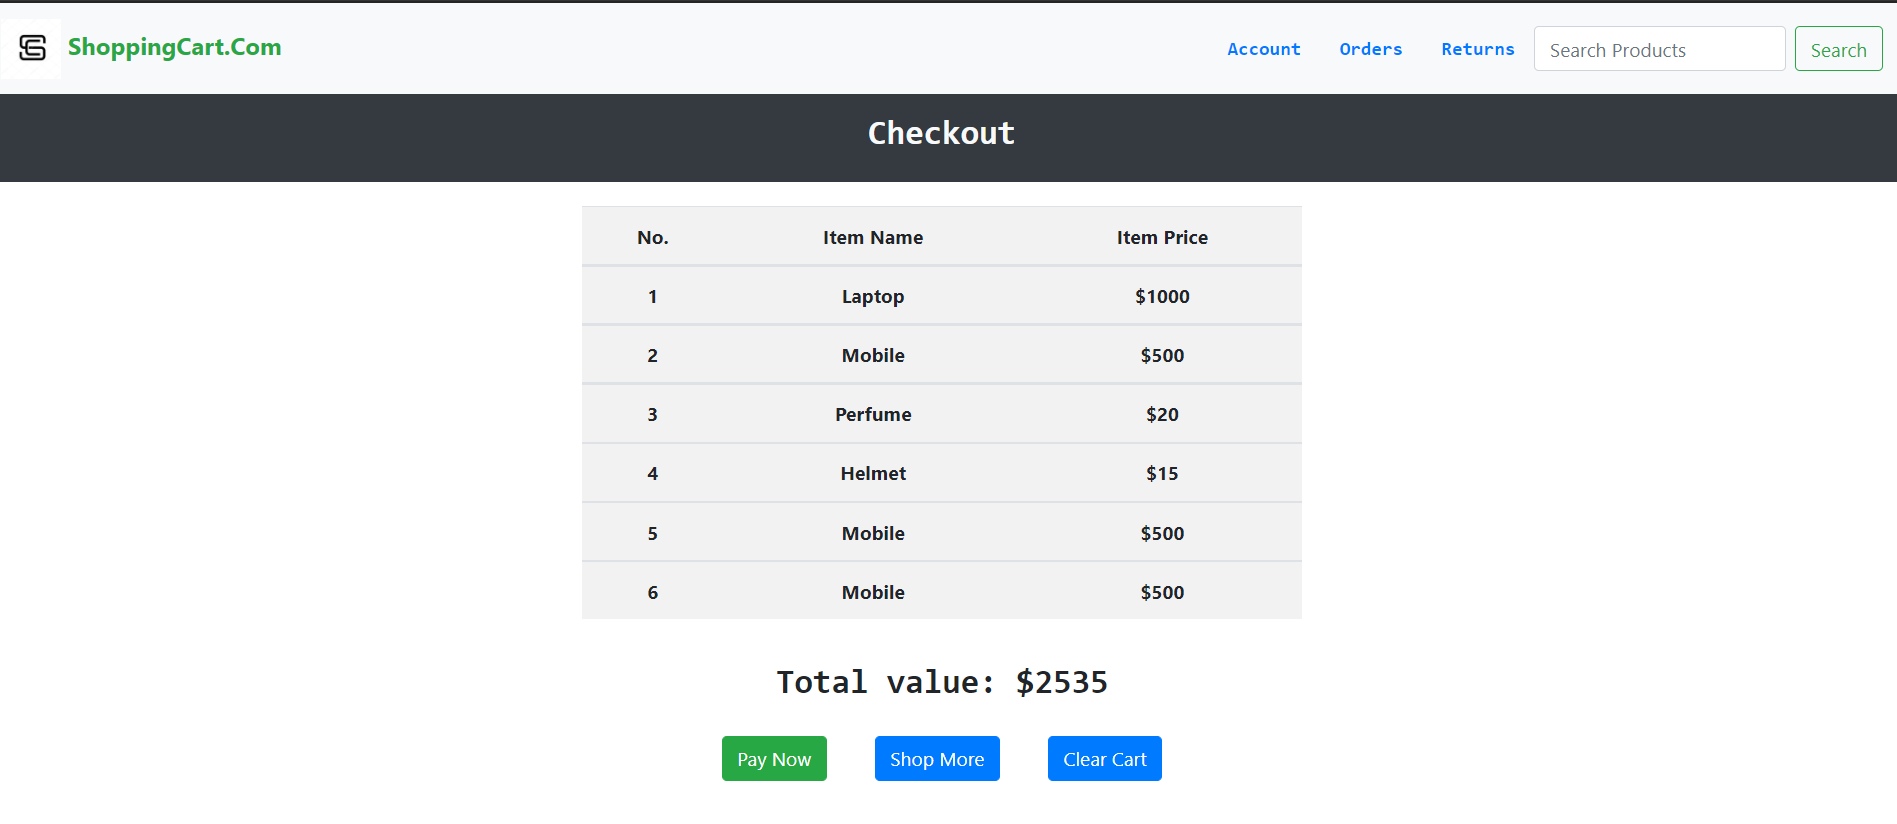 ShoppingCart.Com Account Orders Returns Search Products Search
Checkout
No. Item Name Item Price
1 Laptop $1000
2 Mobile $500
3 Perfume $20
4 Helmet $15
5 Mobile $500
6 Mobile $500
Total value: $2535
Pay Now Shop More Clear Cart